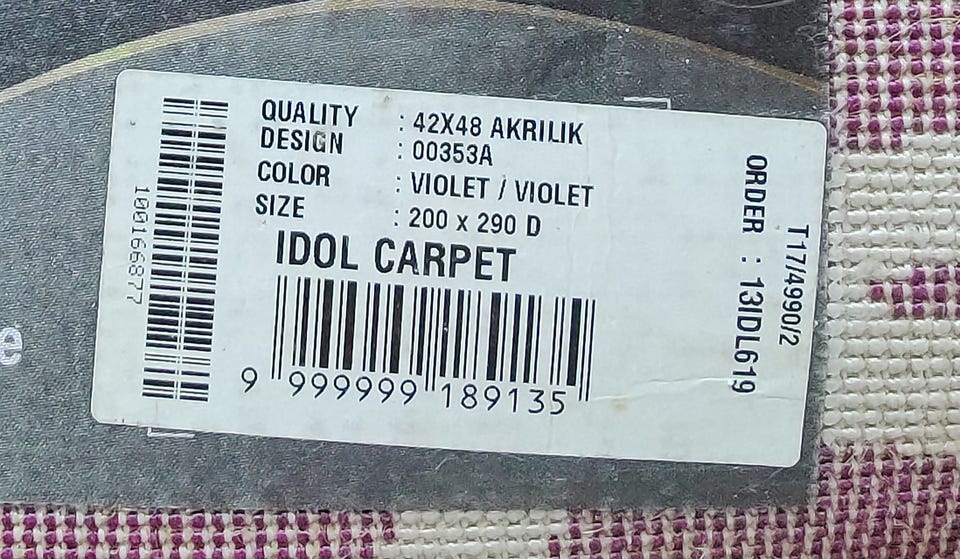 QUALITY : 42X48 AKRILIK
DESIGN : 00353A
COLOR : VIOLET / VIOLET
SIZE : 200 x 290 D
IDOL CARPET
9 999999 189135
100166877
ORDER : 13IDL619
T17/4990/2
e